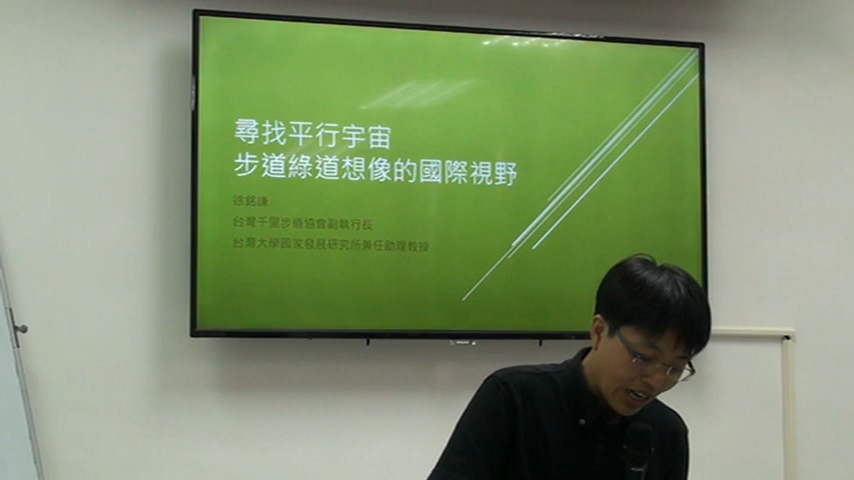 尋找平行宇宙
步道綠道想像的國際視野
徐銘謙
台灣千里步道協會副執行長
台灣大學國家發展研究所兼任助理教授